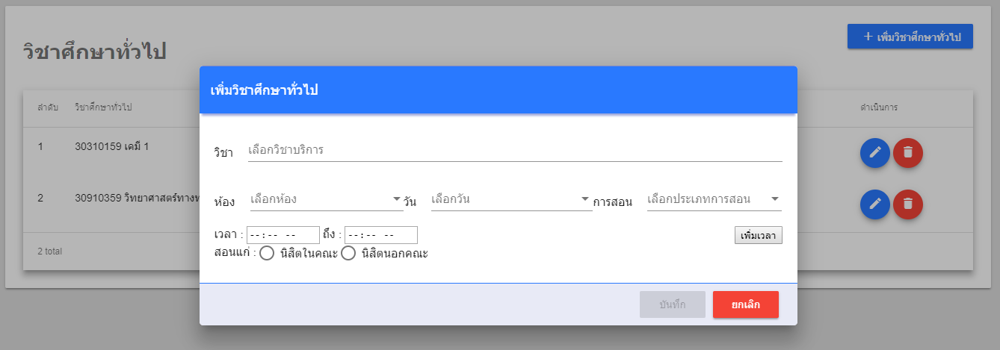 วิชาศึกษาทั่วไป
+ เพิ่มวิชาศึกษาทั่วไป
เพิ่มวิชาศึกษาทั่วไป
ลำดับ วิชาศึกษาทั่วไป ดำเนินการ
1 30310159 เคมี 1
วิชา เลือกวิชาบริการ
2 30910359 วิทยาศาสตร์ทาง
ห้อง เลือกห้อง วัน เลือกวัน การสอน เลือกประเภทการสอน
เวลา : --:-- -- ถึง : --:-- -- เพิ่มเวลา
สอนแก่ : นิสิตในคณะ นิสิตนอกคณะ
2 total
บันทึก ยกเลิก